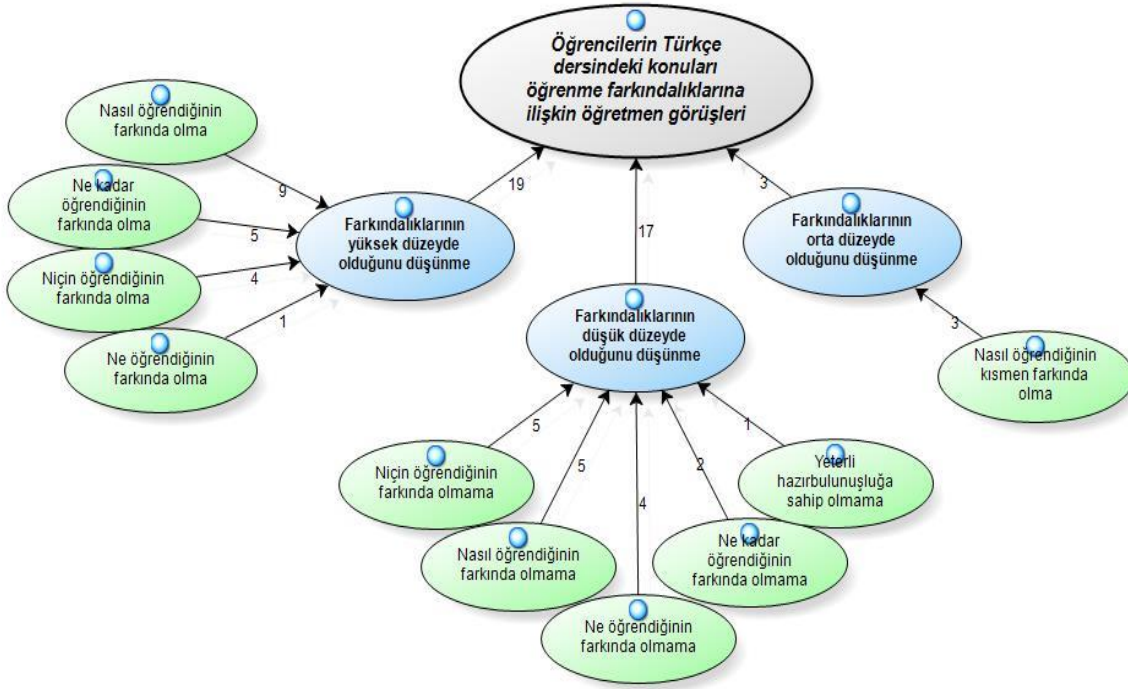 Öğrencilerin Türkçe
dersindeki konuları
öğrenme farkındalıklarına
ilişkin öğretmen görüşleri
19
17
3
Farkındalıklarının
yüksek düzeyde
olduğunu düşünme
Nasıl öğrendiğinin
farkında olma
9
Ne kadar
öğrendiğinin
farkında olma
5
Niçin öğrendiğinin
farkında olma
4
Ne öğrendiğinin
farkında olma
1
Farkındalıklarının
düşük düzeyde
olduğunu düşünme
Niçin öğrendiğinin
farkında olmama
5
Nasıl öğrendiğinin
farkında olmama
5
Ne öğrendiğinin
farkında olmama
4
Ne kadar
öğrendiğinin
farkında olmama
2
Yeterli
hazırbulunuşluğa
sahip olmama
1
Farkındalıklarının
orta düzeyde
olduğunu düşünme
Nasıl öğrendiğinin
kısmen farkında
olma
3